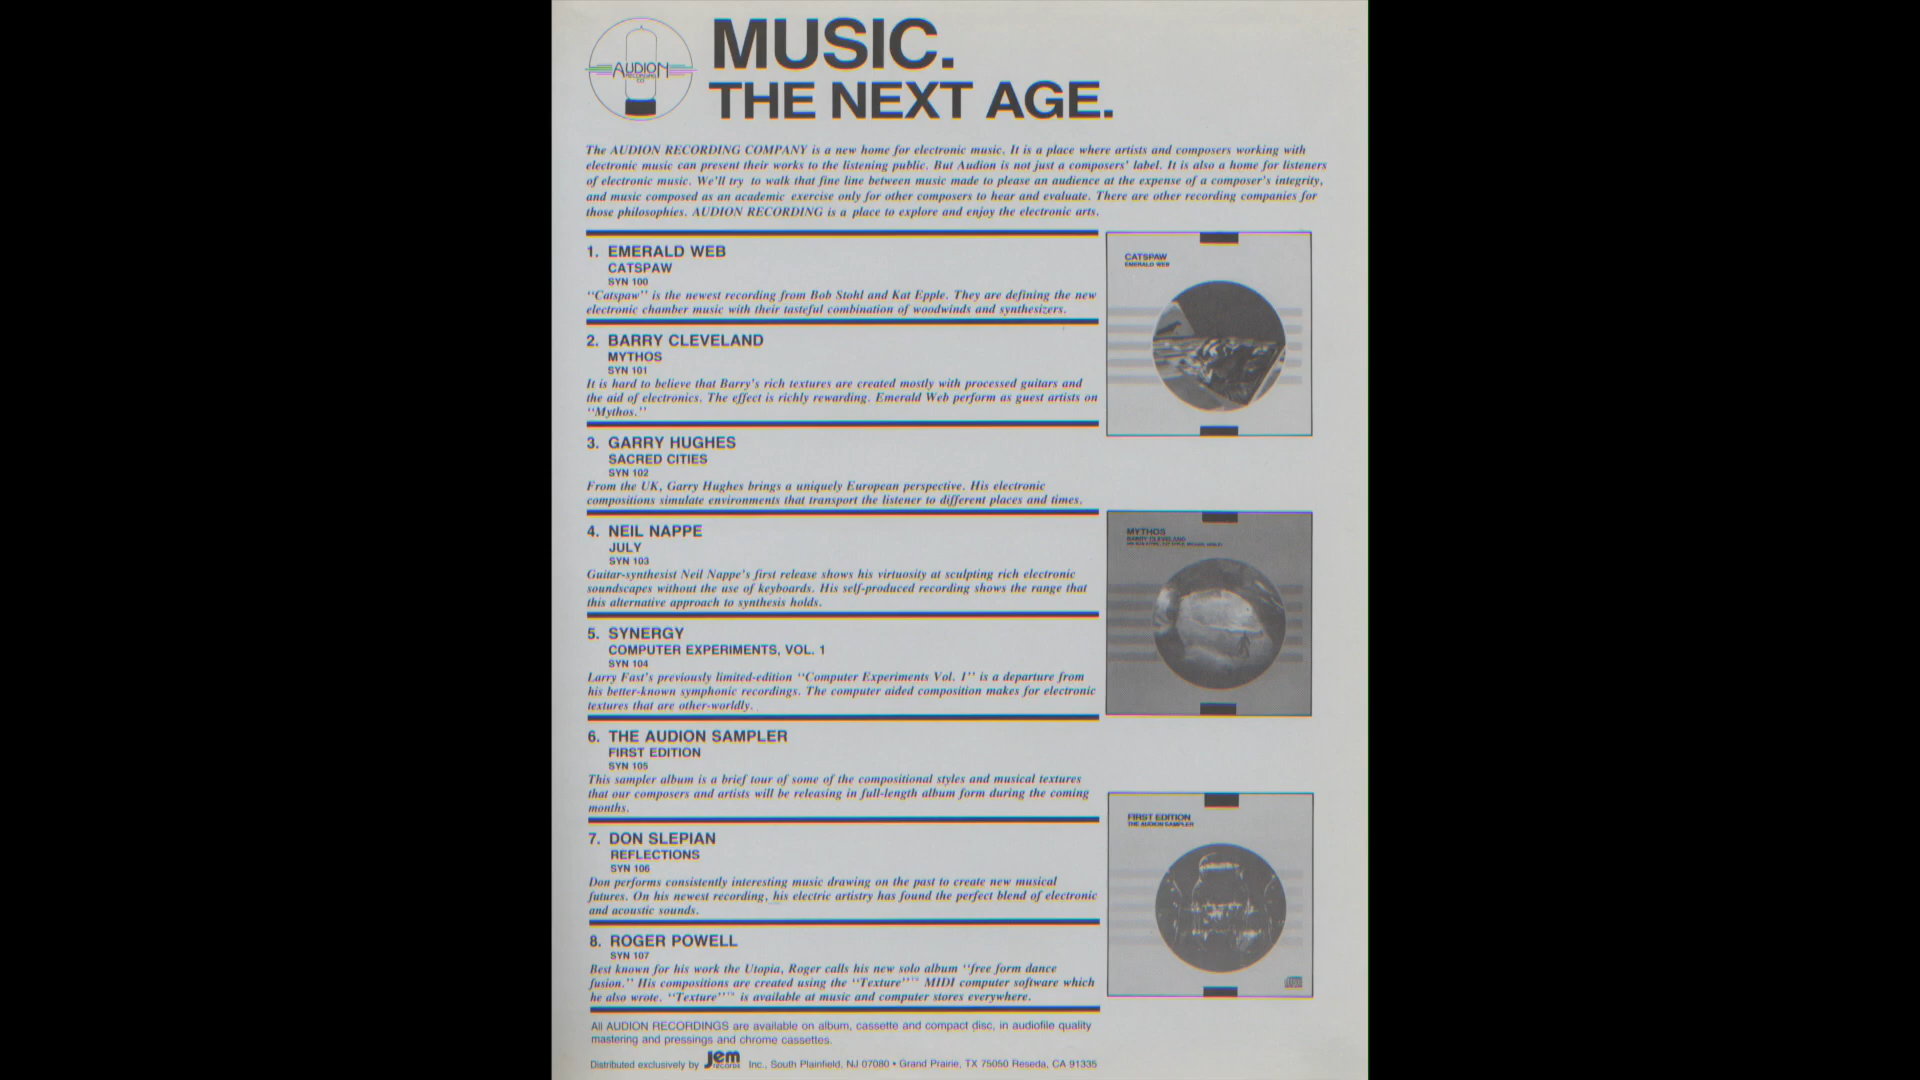 AUDION
RECORDING
CO
MUSIC.
THE NEXT AGE.
The AUDION RECORDING COMPANY is a new home for electronic music. It is a place where artists and composers working with
electronic music can present their works to the listening public. But Audion is not just a composers' label. It is also a home for listeners
of electronic music. We'll try to walk that fine line between music made to please an audience at the expense of a composer's integrity,
and music composed as an academic exercise only for other composers to hear and evaluate. There are other recording companies for
those philosophies. AUDION RECORDING is a place to explore and enjoy the electronic arts.
1. EMERALD WEB
CATSPAW
SYN 100
“Catspaw” is the newest recording from Bob Stohl and Kat Epple. They are defining the new
electronic chamber music with their tasteful combination of woodwinds and synthesizers.
2. BARRY CLEVELAND
MYTHOS
SYN 101
It is hard to believe that Barry's rich textures are created mostly with processed guitars and
the aid of electronics. The effect is richly rewarding. Emerald Web perform as guest artists on
“Mythos.”
3. GARRY HUGHES
SACRED CITIES
SYN 102
From the UK, Garry Hughes brings a uniquely European perspective. His electronic
compositions simulate environments that transport the listener to different places and times.
4. NEIL NAPPE
JULY
SYN 103
Guitar-synthesist Neil Nappe's first release shows his virtuosity at sculpting rich electronic
soundscapes without the use of keyboards. His self-produced recording shows the range that
this alternative approach to synthesis holds.
5. SYNERGY
COMPUTER EXPERIMENTS, VOL. 1
SYN 104
Larry Fast's previously limited-edition “Computer Experiments Vol. 1” is a departure from
his better-known symphonic recordings. The computer aided composition makes for electronic
textures that are other-worldly.
6. THE AUDION SAMPLER
FIRST EDITION
SYN 105
This sampler album is a brief tour of some of the compositional styles and musical textures
that our composers and artists will be releasing in full-length album form during the coming
months.
7. DON SLEPIAN
REFLECTIONS
SYN 106
Don performs consistently interesting music drawing on the past to create new musical
futures. On his newest recording, his electric artistry has found the perfect blend of electronic
and acoustic sounds.
8. ROGER POWELL
SYN 107
Best known for his work the Utopia, Roger calls his new solo album “free form dance
fusion.” His compositions are created using the “Texture”™ MIDI computer software which
he also wrote. “Texture”™ is available at music and computer stores everywhere.
All AUDION RECORDINGS are available on album, cassette and compact disc, in audiofile quality
mastering and pressings and chrome cassettes.
Distributed exclusively by jem records Inc., South Plainfield, NJ 07080 • Grand Prairie, TX 75050 Reseda, CA 91335
CATSPAW
EMERALD WEB
MYTHOS
BARRY CLEVELAND
FIRST EDITION
THE AUDION SAMPLER